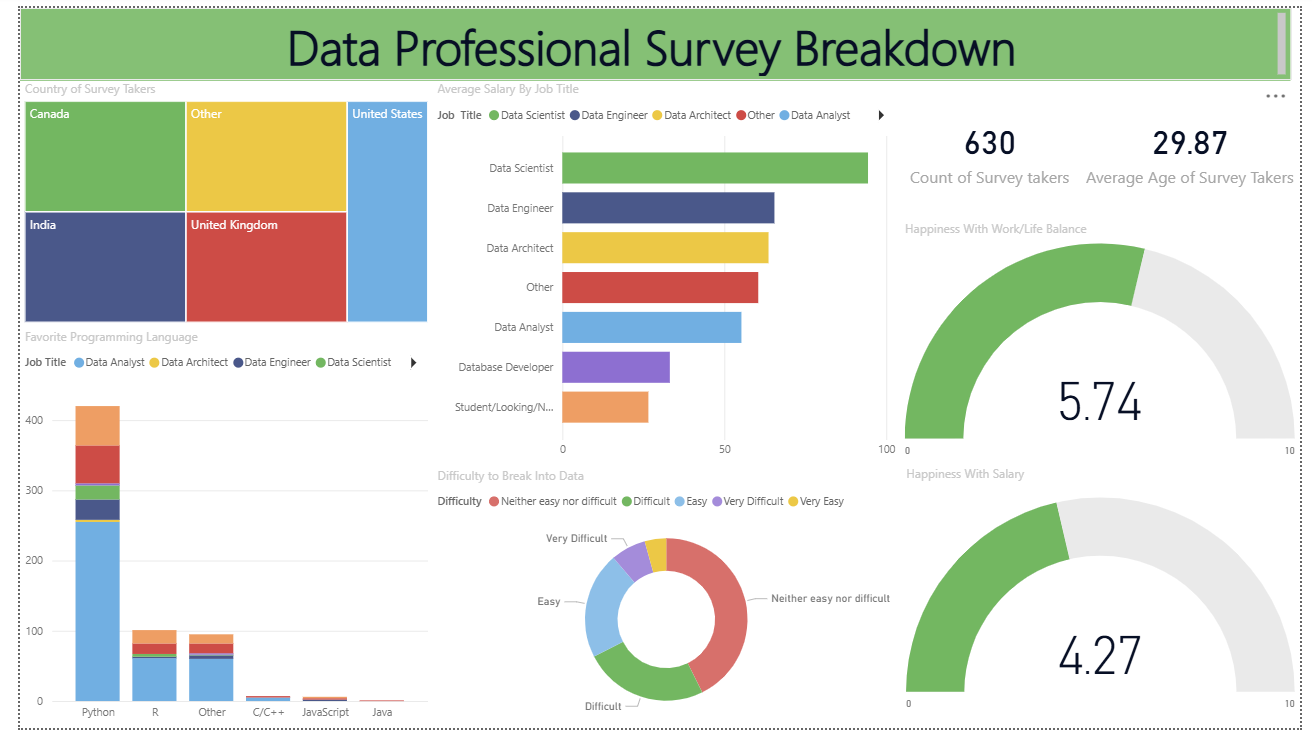 Data Professional Survey Breakdown
Country of Survey Takers
Canada
Other
United States
India
United Kingdom
Average Salary By Job Title
Job Title Data Scientist Data Engineer Data Architect Other Data Analyst
Data Scientist
Data Engineer
Data Architect
Other
Data Analyst
Database Developer
Student/Looking/N...
0 50 100
630
Count of Survey takers
29.87
Average Age of Survey Takers
Happiness With Work/Life Balance
5.74
0 10
Favorite Programming Language
Job Title Data Analyst Data Architect Data Engineer Data Scientist
400
300
200
100
0
Python R Other C/C++ JavaScript Java
Difficulty to Break Into Data
Difficulty Neither easy nor difficult Difficult Easy Very Difficult Very Easy
Very Difficult
Easy
Neither easy nor difficult
Difficult
Happiness With Salary
4.27
0 10